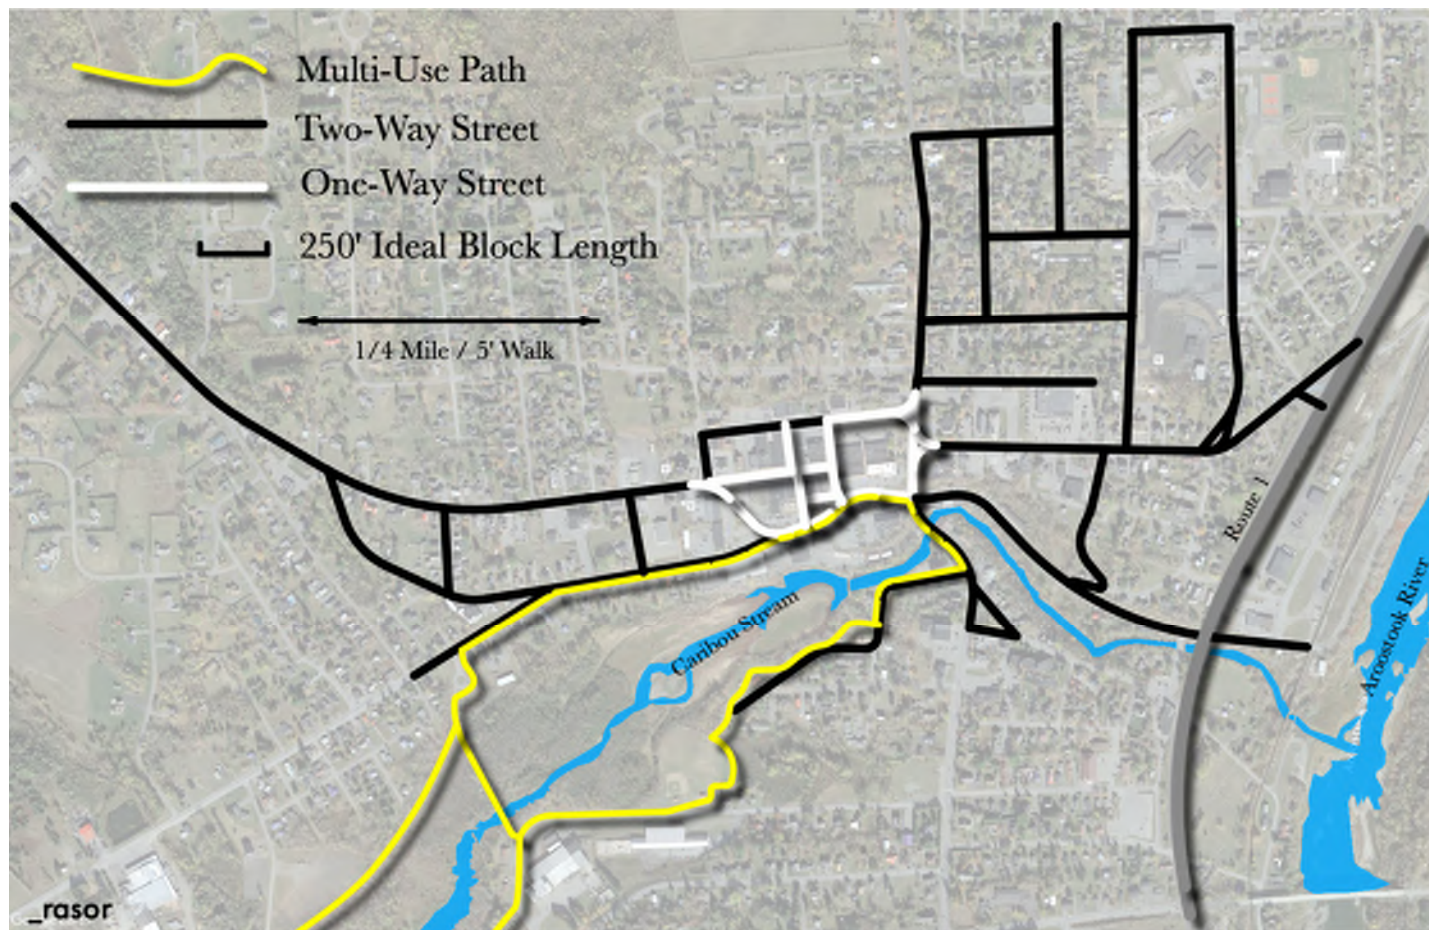 Multi-Use Path
Two-Way Street
One-Way Street
250' Ideal Block Length
1/4 Mile / 5' Walk
Route 1
Caribou Stream
Aroostook River
_rasor